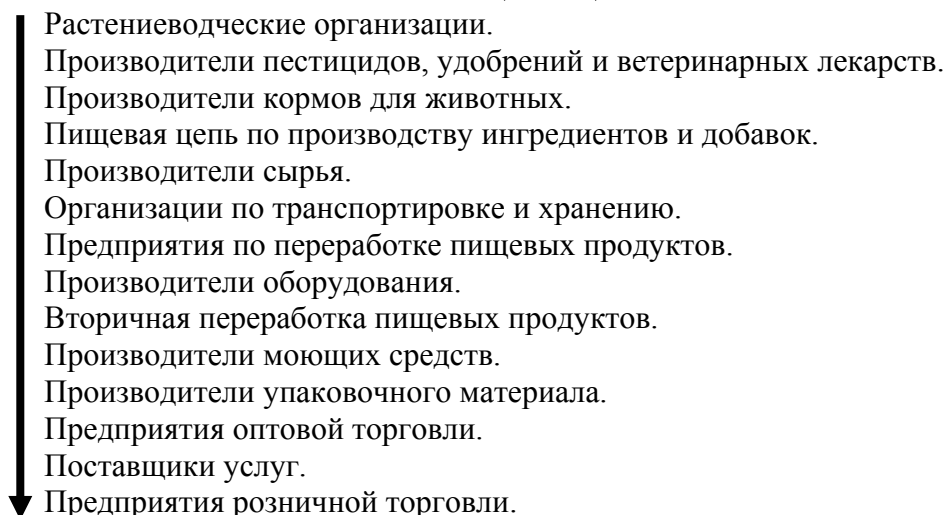 Растениеводческие организации.
Производители пестицидов, удобрений и ветеринарных лекарств.
Производители кормов для животных.
Пищевая цепь по производству ингредиентов и добавок.
Производители сырья.
Организации по транспортировке и хранению.
Предприятия по переработке пищевых продуктов.
Производители оборудования.
Вторичная переработка пищевых продуктов.
Производители моющих средств.
Производители упаковочного материала.
Предприятия оптовой торговли.
Поставщики услуг.
Предприятия розничной торговли.